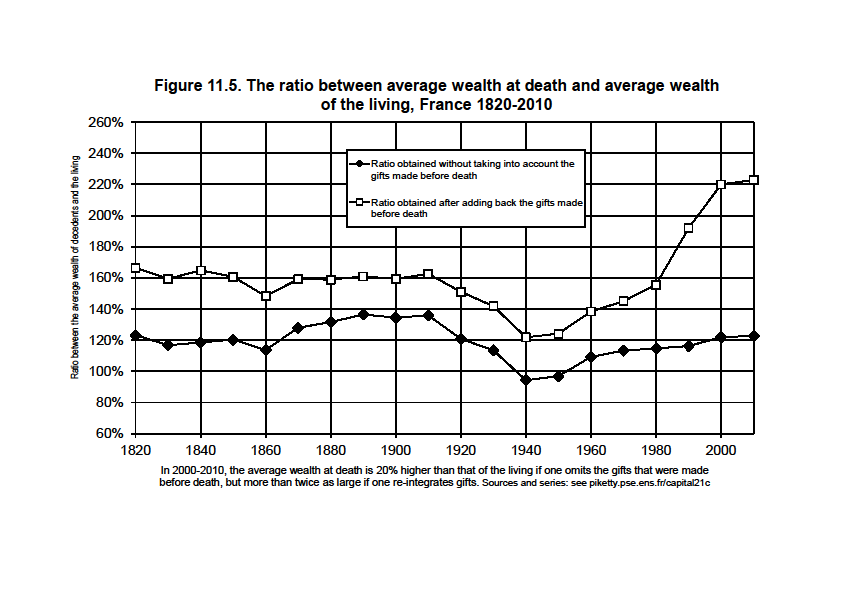 Figure 11.5. The ratio between average wealth at death and average wealth
of the living, France 1820-2010
Ratio between the average wealth of decedents and the living
260%
240%
220%
200%
180%
160%
140%
120%
100%
80%
60%
Ratio obtained without taking into account the
gifts made before death
Ratio obtained after adding back the gifts made
before death
1820 1840 1860 1880 1900 1920 1940 1960 1980 2000
In 2000-2010, the average wealth at death is 20% higher than that of the living if one omits the gifts that were made
before death, but more than twice as large if one re-integrates gifts. Sources and series: see piketty.pse.ens.fr/capital21c